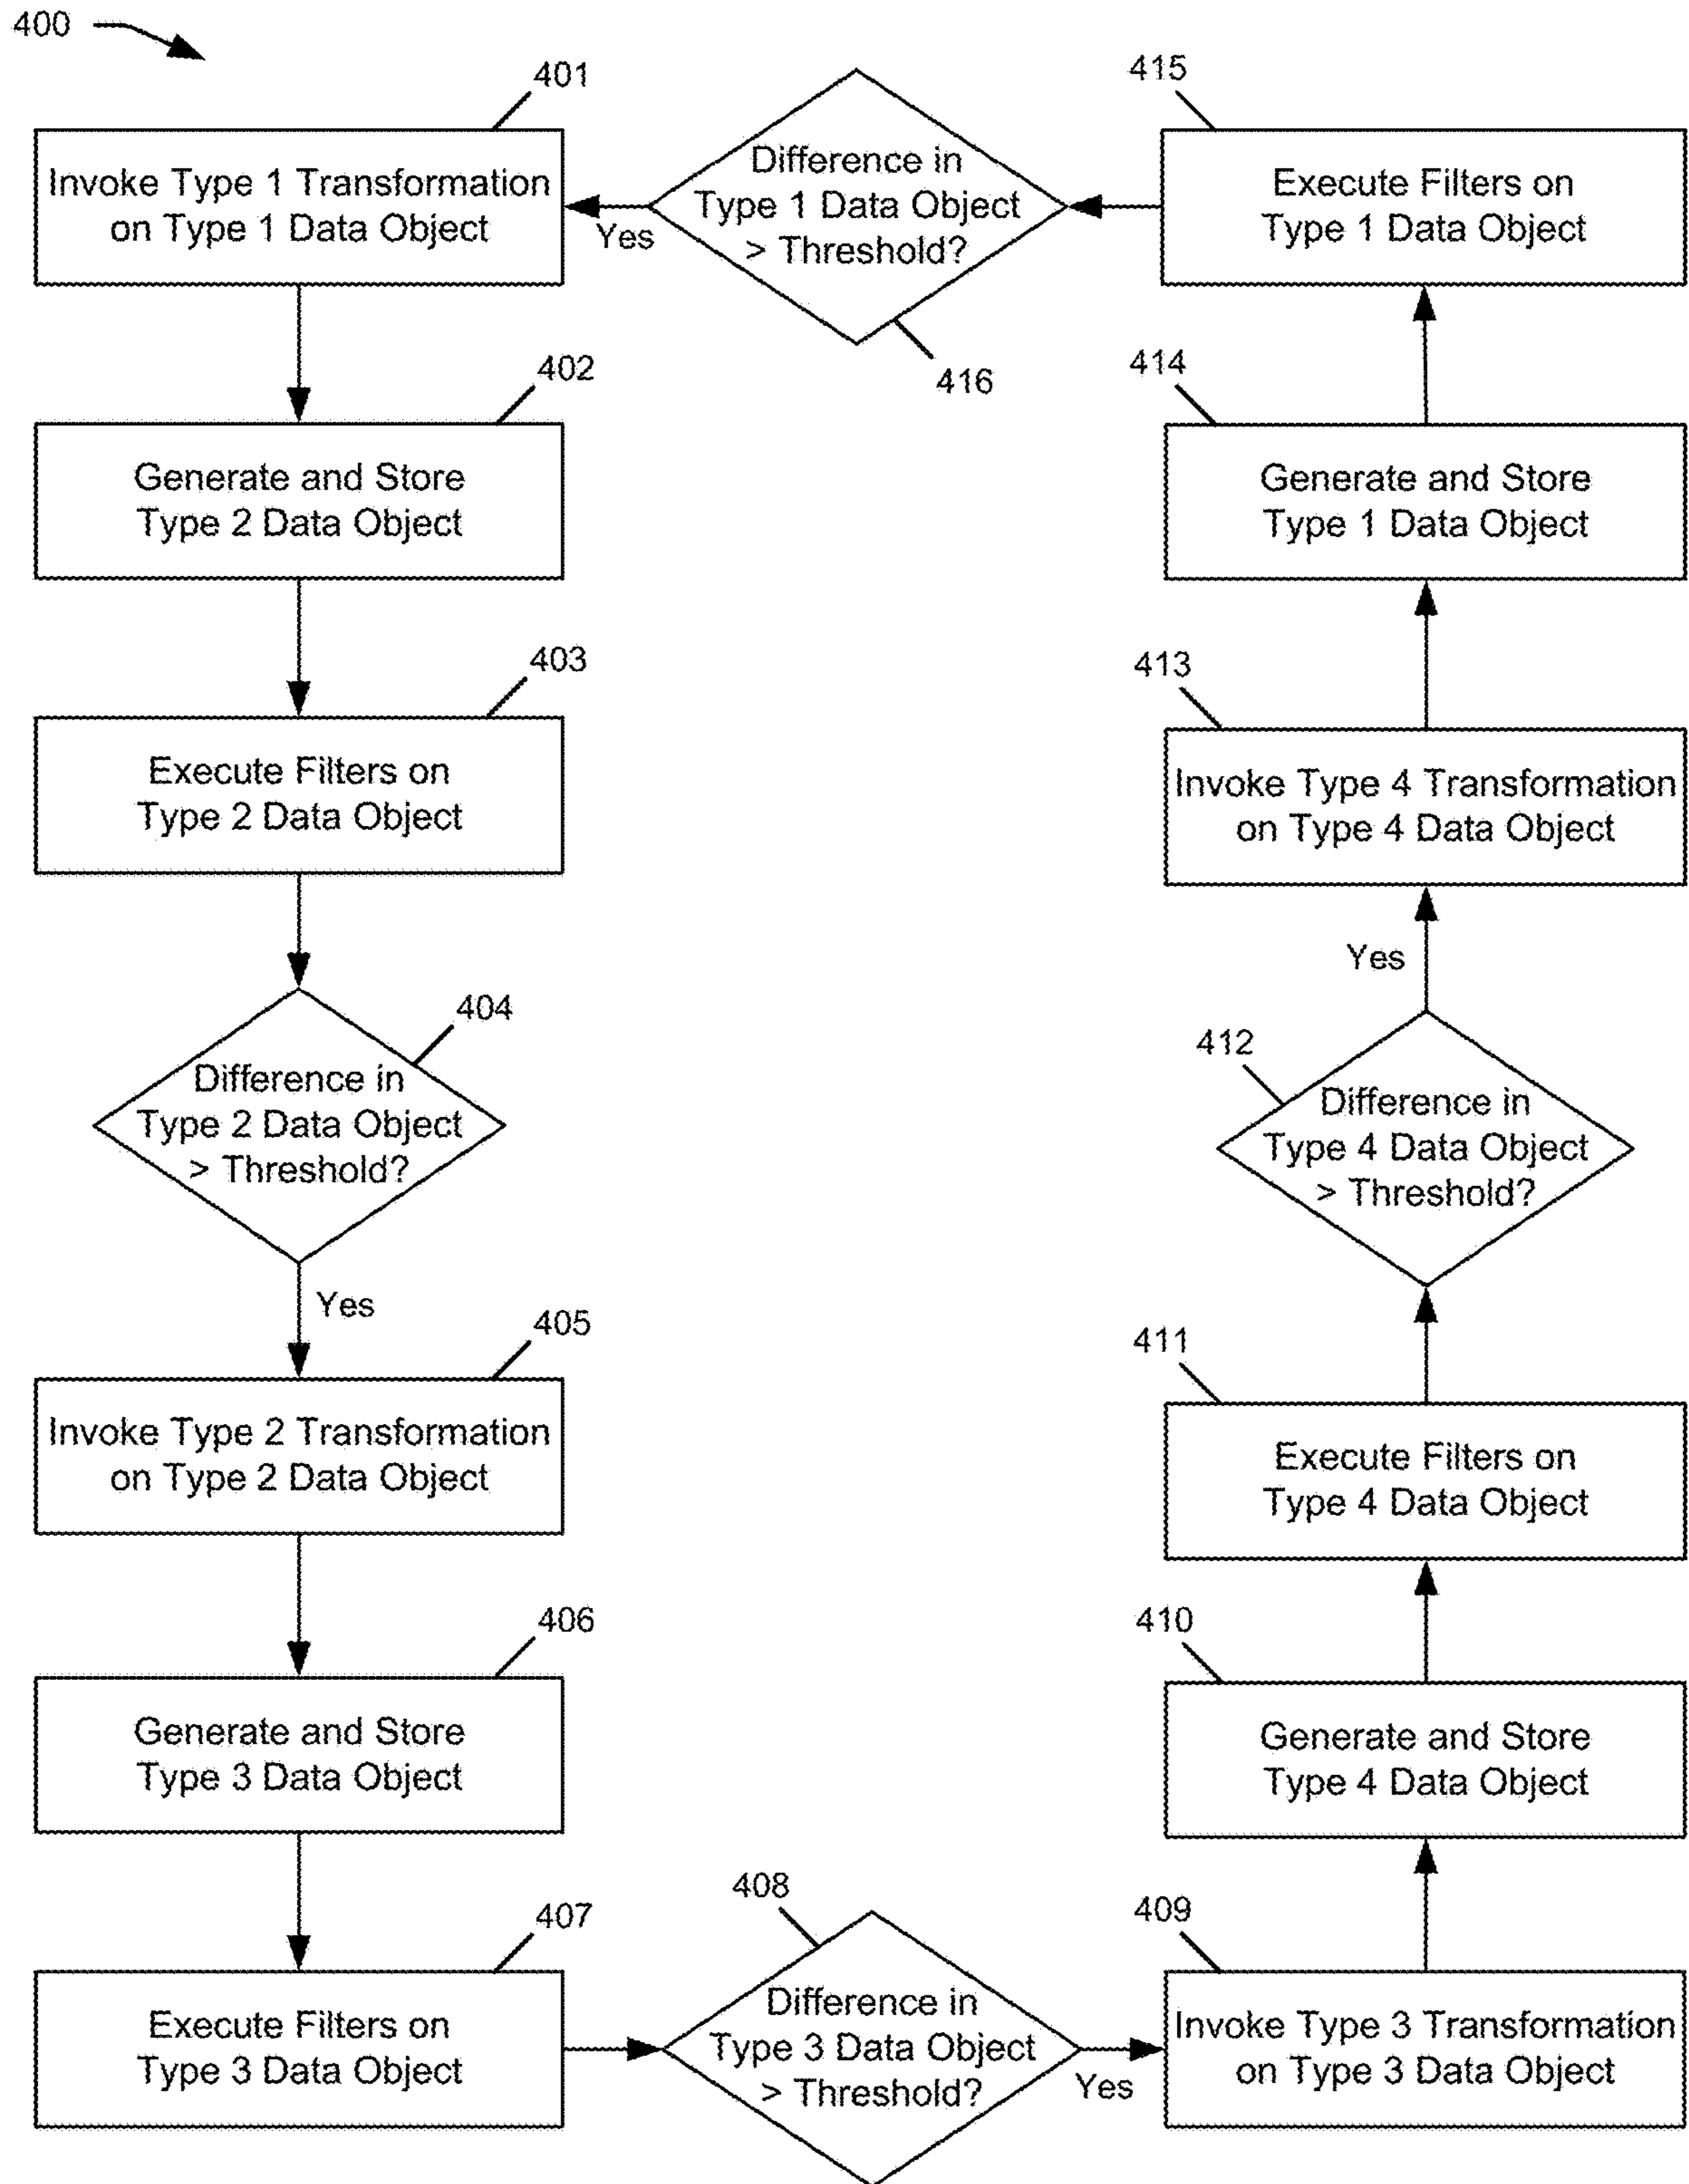 400
401
Invoke Type 1 Transformation
on Type 1 Data Object
402
Generate and Store
Type 2 Data Object
403
Execute Filters on
Type 2 Data Object
404
Difference in
Type 2 Data Object
> Threshold?
Yes
405
Invoke Type 2 Transformation
on Type 2 Data Object
406
Generate and Store
Type 3 Data Object
407
Execute Filters on
Type 3 Data Object
408
Difference in
Type 3 Data Object
> Threshold?
Yes
409
Invoke Type 3 Transformation
on Type 3 Data Object
410
Generate and Store
Type 4 Data Object
411
Execute Filters on
Type 4 Data Object
412
Difference in
Type 4 Data Object
> Threshold?
Yes
413
Invoke Type 4 Transformation
on Type 4 Data Object
414
Generate and Store
Type 1 Data Object
415
Execute Filters on
Type 1 Data Object
416
Difference in
Type 1 Data Object
> Threshold?
Yes